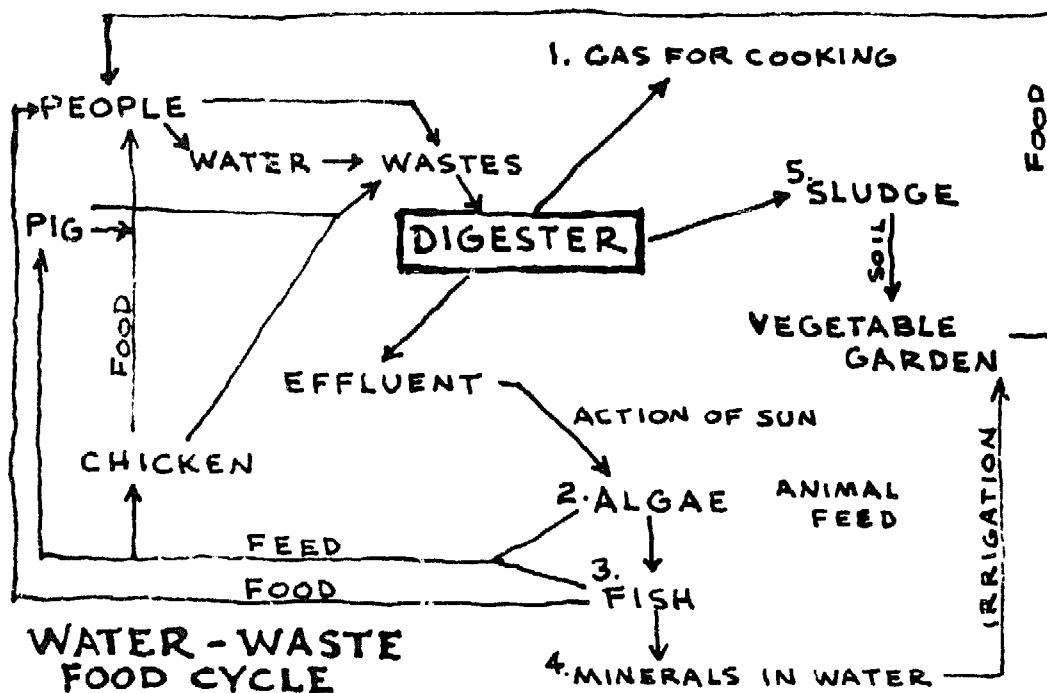 1. GAS FOR COOKING
PEOPLE
FOOD
WATER
WASTES
5. SLUDGE
PIG
DIGESTER
SOIL
FOOD
VEGETABLE
GARDEN
EFFLUENT
ACTION OF SUN
CHICKEN
2. ALGAE
ANIMAL
FEED
IRRIGATION
FEED
3. FISH
FOOD
WATER - WASTE
FOOD CYCLE
4. MINERALS IN WATER